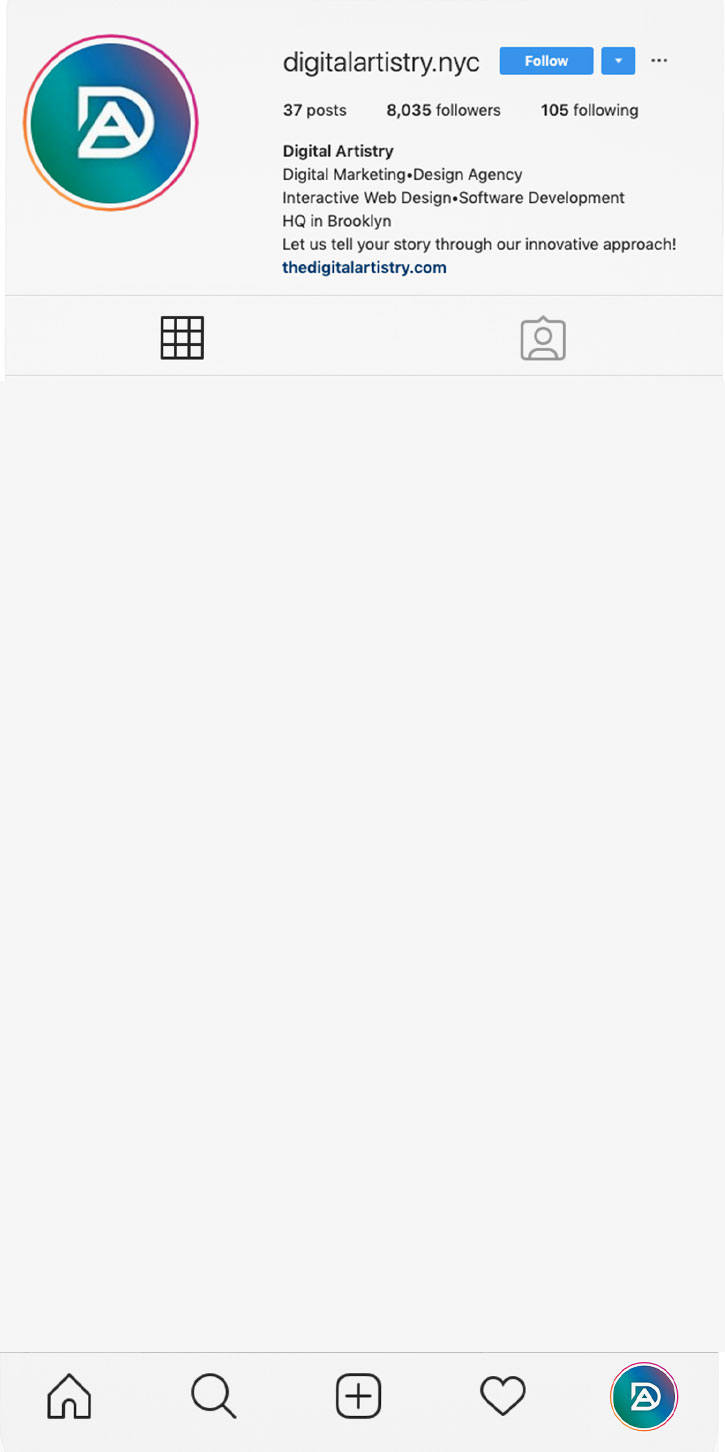 digitalartistry.nyc Follow
37 posts 8,035 followers 105 following
Digital Artistry
Digital Marketing•Design Agency
Interactive Web Design•Software Development
HQ in Brooklyn
Let us tell your story through our innovative approach!
thedigitalartistry.com